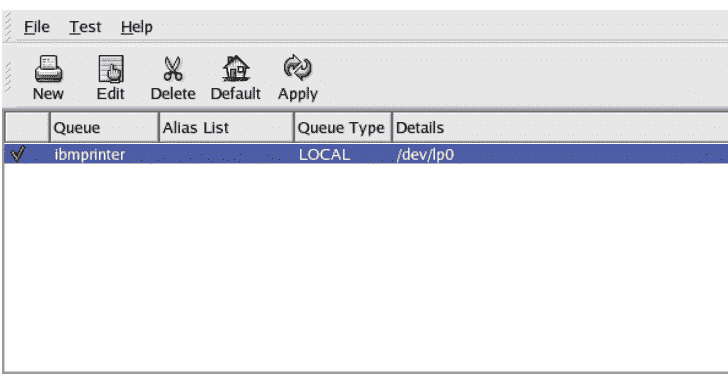 File Test Help
New Edit Delete Default Apply
Queue Alias List Queue Type Details
ibmprinter LOCAL /dev/lp0